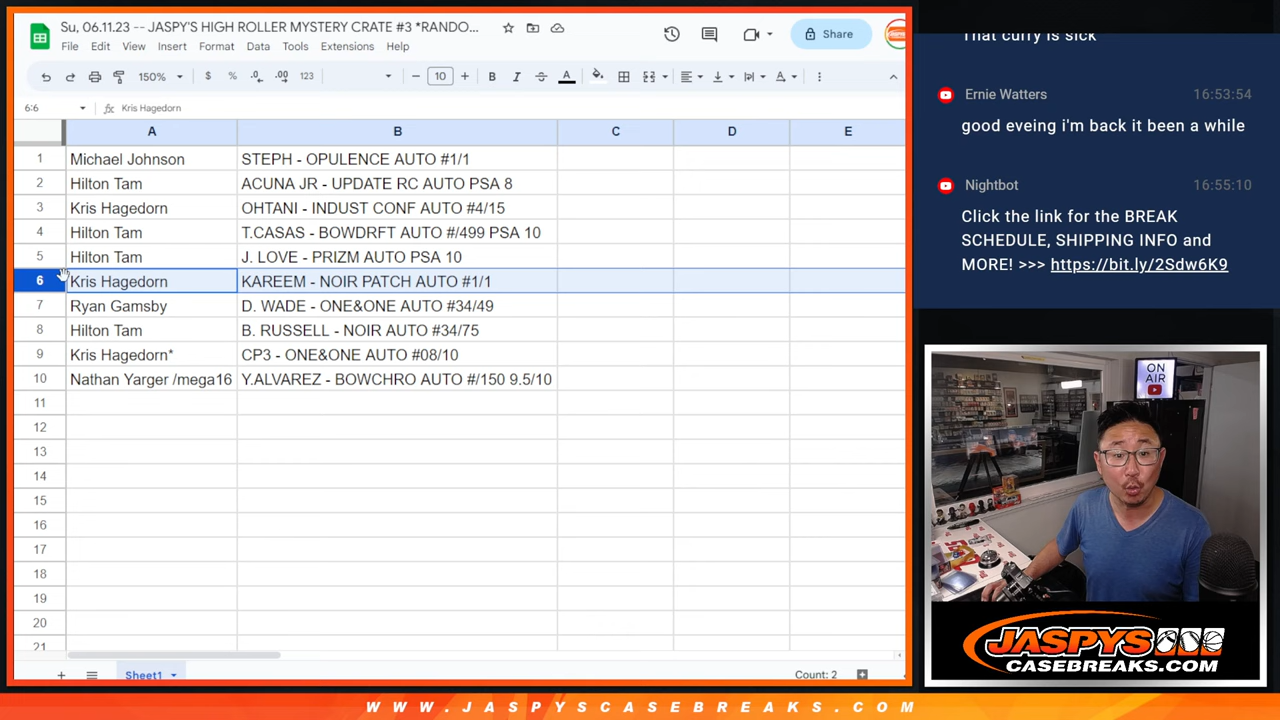 Su, 06.11.23 -- JASPY'S HIGH ROLLER MYSTERY CRATE #3 *RANDO...
File Edit View Insert Format Data Tools Extensions Help
Share
150% $ % .0 .00 123 10 B I A
6:6 fx Kris Hagedorn
A B C D E
1 Michael Johnson STEPH - OPULENCE AUTO #1/1
2 Hilton Tam ACUNA JR - UPDATE RC AUTO PSA 8
3 Kris Hagedorn OHTANI - INDUST CONF AUTO #4/15
4 Hilton Tam T.CASAS - BOWDRFT AUTO #/499 PSA 10
5 Hilton Tam J. LOVE - PRIZM AUTO PSA 10
6 Kris Hagedorn KAREEM - NOIR PATCH AUTO #1/1
7 Ryan Gamsby D. WADE - ONE&ONE AUTO #34/49
8 Hilton Tam B. RUSSELL - NOIR AUTO #34/75
9 Kris Hagedorn* CP3 - ONE&ONE AUTO #08/10
10 Nathan Yarger /mega16 Y.ALVAREZ - BOWCHRO AUTO #/150 9.5/10
11
12
13
14
15
16
17
18
19
20
21
Sheet1
Count: 2
That curry is sick
Ernie Watters 16:53:54
good eveing i'm back it been a while
Nightbot 16:55:10
Click the link for the BREAK
SCHEDULE, SHIPPING INFO and
MORE! >>> https://bit.ly/2Sdw6K9
ON
AIR
JASPYS
CASEBREAKS.COM
WWW.JASPYSCASEBREAKS.COM